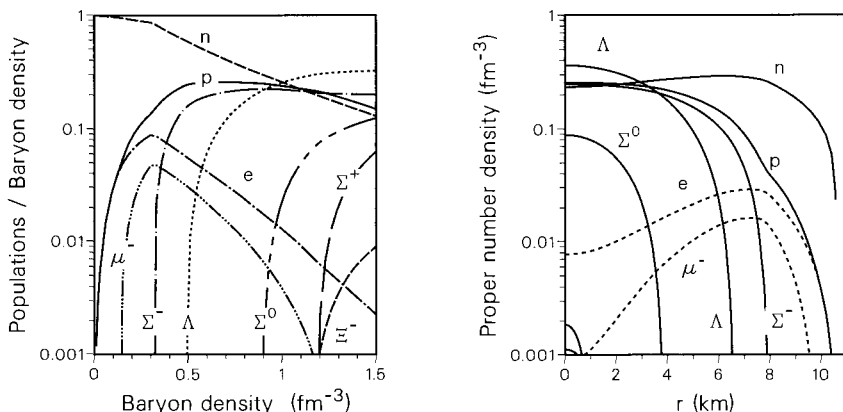 Populations / Baryon density
1
0.1
0.01
0.001
n
p
e
Σ⁺
μ⁻
Σ⁻
Λ
Σ⁰
Ξ⁻
0
0.5
1
1.5
Baryon density (fm⁻³)
Proper number density (fm⁻³)
1
0.1
0.01
0.001
Λ
n
Σ⁰
p
e
μ⁻
Λ
Σ⁻
0
2
4
6
8
10
r (km)